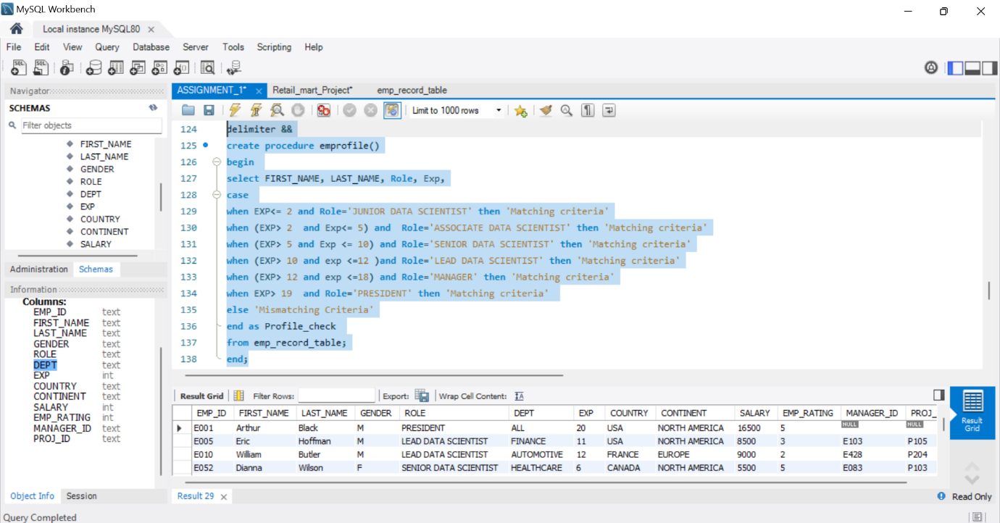 MySQL Workbench
Local instance MySQL80
File Edit View Query Database Server Tools Scripting Help
Navigator
SCHEMAS
Filter objects
FIRST_NAME
LAST_NAME
GENDER
ROLE
DEPT
EXP
COUNTRY
CONTINENT
SALARY
Administration Schemas
Information
Columns:
EMP_ID text
FIRST_NAME text
LAST_NAME text
GENDER text
ROLE text
DEPT text
EXP int
COUNTRY text
CONTINENT text
SALARY int
EMP_RATING int
MANAGER_ID text
PROJ_ID text
Object Info Session
Query Completed
ASSIGNMENT_1* Retail_mart_Project* emp_record_table
Limit to 1000 rows
124 delimiter &&
125 create procedure emprofile()
126 begin
127 select FIRST_NAME, LAST_NAME, Role, Exp,
128 case
129 when EXP<= 2 and Role='JUNIOR DATA SCIENTIST' then 'Matching criteria'
130 when (EXP> 2 and Exp<= 5) and Role='ASSOCIATE DATA SCIENTIST' then 'Matching criteria'
131 when (EXP> 5 and Exp <= 10) and Role='SENIOR DATA SCIENTIST' then 'Matching criteria'
132 when (EXP> 10 and exp <=12 )and Role='LEAD DATA SCIENTIST' then 'Matching criteria'
133 when (EXP> 12 and exp <=18) and Role='MANAGER' then 'Matching criteria'
134 when EXP> 19 and Role='PRESIDENT' then 'Matching criteria'
135 else 'Mismatching Criteria'
136 end as Profile_check
137 from emp_record_table;
138 end;
Result Grid Filter Rows: Export: Wrap Cell Content:
EMP_ID FIRST_NAME LAST_NAME GENDER ROLE DEPT EXP COUNTRY CONTINENT SALARY EMP_RATING MANAGER_ID PROJ_
E001 Arthur Black M PRESIDENT ALL 20 USA NORTH AMERICA 16500 5 NULL NULL
E005 Eric Hoffman M LEAD DATA SCIENTIST FINANCE 11 USA NORTH AMERICA 8500 3 E103 P105
E010 William Butler M LEAD DATA SCIENTIST AUTOMOTIVE 12 FRANCE EUROPE 9000 2 E428 P204
E052 Dianna Wilson F SENIOR DATA SCIENTIST HEALTHCARE 6 CANADA NORTH AMERICA 5500 5 E083 P103
Result
Grid
Result 29
Read Only